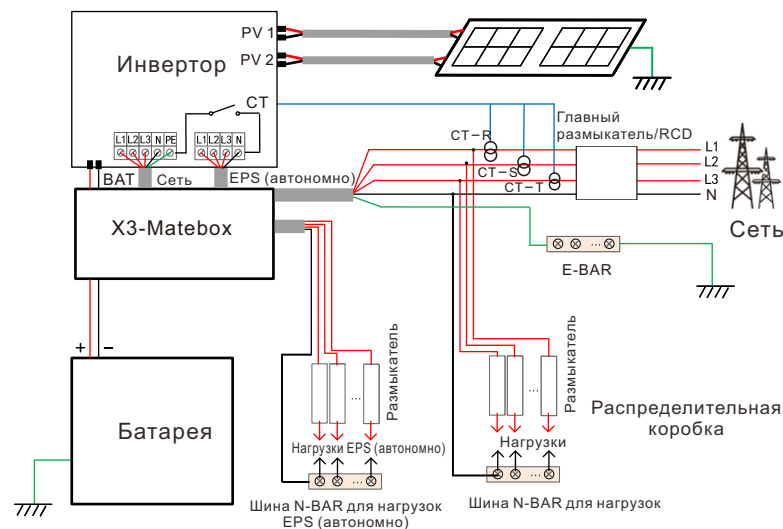 PV 1
PV 2
Инвертор
CT
L1 L2 L3 N PE
L1 L2 L3 N
BAT
Сеть
EPS (автономно)
X3-Matebox
CT-R
CT-S
CT-T
Главный
размыкатель/RCD
L1
L2
L3
N
Сеть
E-BAR
+
−
Батарея
Размыкатель
...
Нагрузки EPS (автономно)
...
Шина N-BAR для нагрузок
EPS (автономно)
Размыкатель
...
Нагрузки
...
Шина N-BAR для нагрузок
Распределительная
коробка